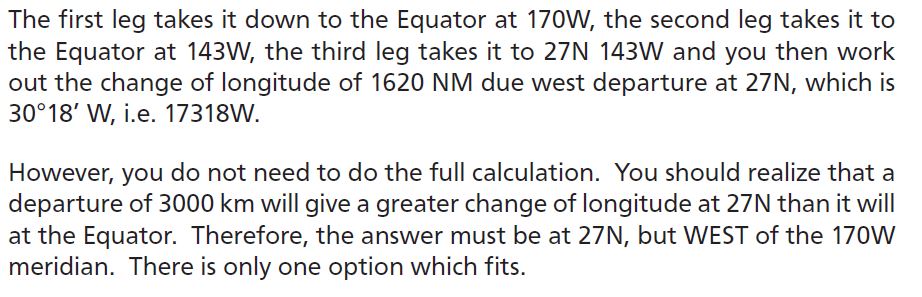 The first leg takes it down to the Equator at 170W, the second leg takes it to
the Equator at 143W, the third leg takes it to 27N 143W and you then work
out the change of longitude of 1620 NM due west departure at 27N, which is
30°18’ W, i.e. 17318W.
However, you do not need to do the full calculation. You should realize that a
departure of 3000 km will give a greater change of longitude at 27N than it will
at the Equator. Therefore, the answer must be at 27N, but WEST of the 170W
meridian. There is only one option which fits.